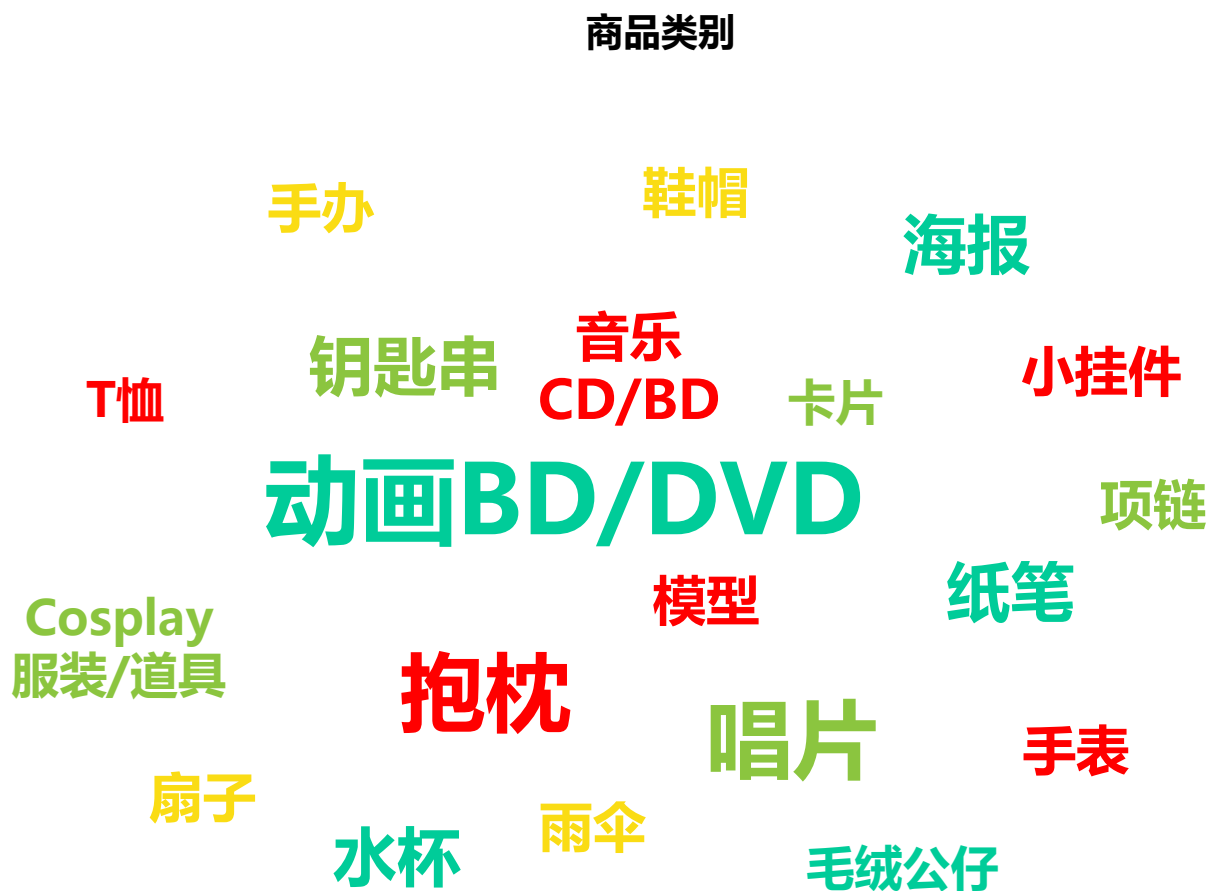 商品类别
手办
鞋帽
海报
钥匙串
音乐
CD/BD
卡片
小挂件
T恤
动画BD/DVD
项链
模型
纸笔
Cosplay
服装/道具
抱枕
唱片
手表
扇子
雨伞
水杯
毛绒公仔